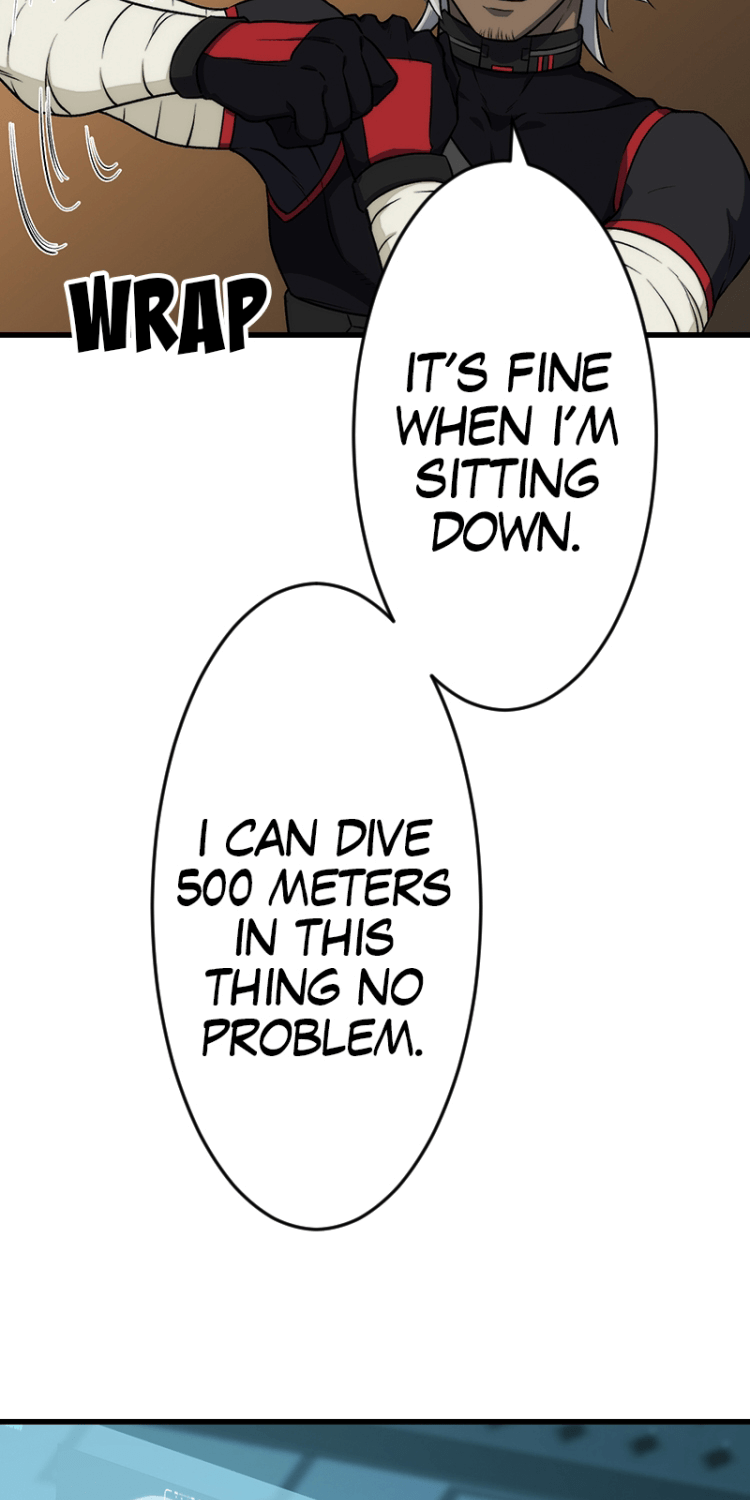 WRAP
IT'S FINE
WHEN I'M
SITTING
DOWN.
I CAN DIVE
500 METERS
IN THIS
THING NO
PROBLEM.